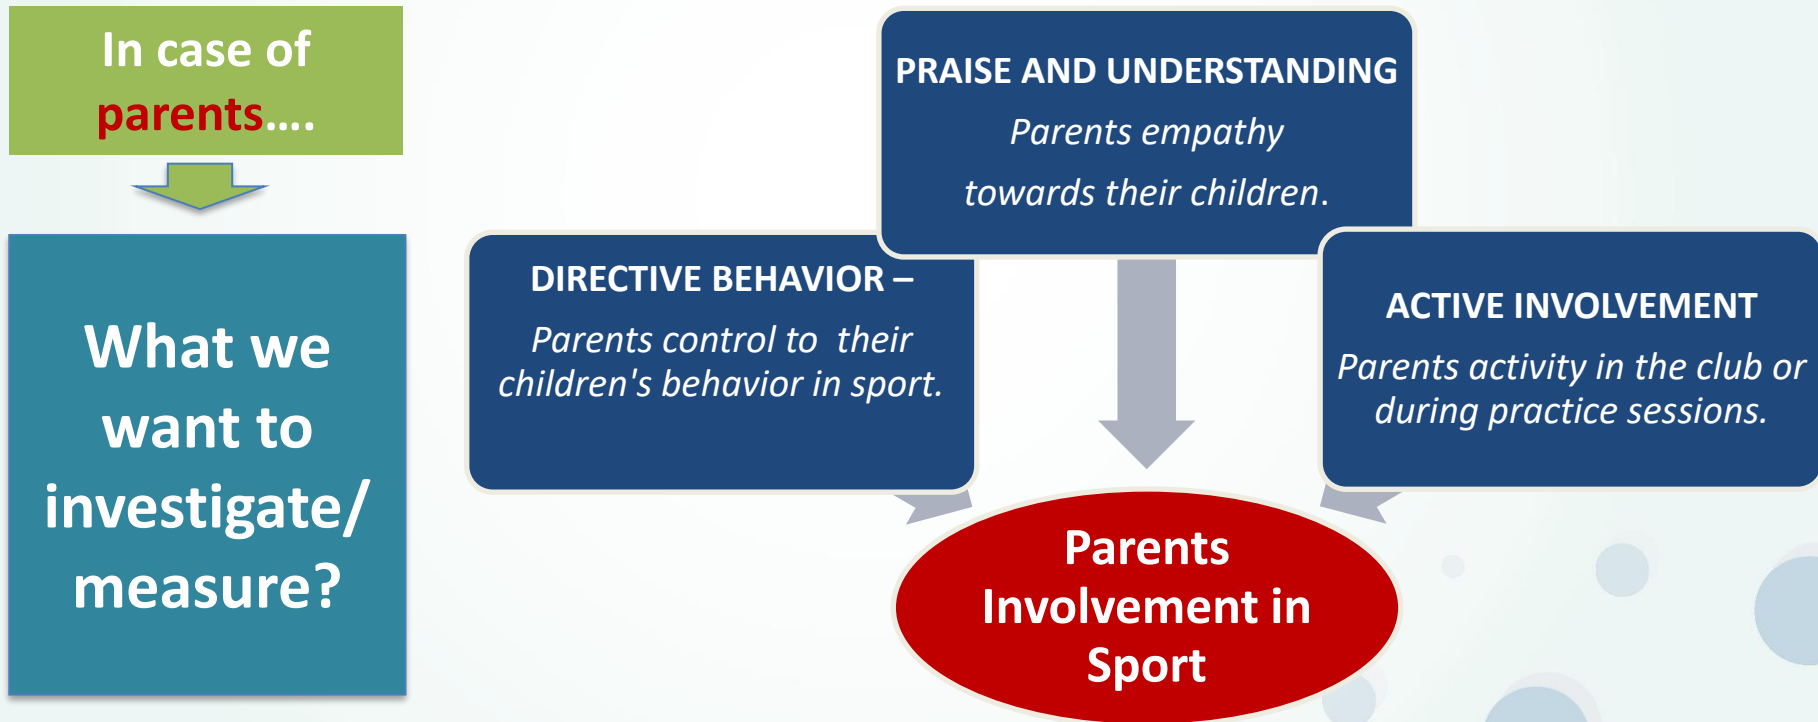 In case of
parents....
What we
want to
investigate/
measure?
PRAISE AND UNDERSTANDING
Parents empathy
towards their children.
DIRECTIVE BEHAVIOR –
Parents control to  their
children's behavior in sport.
ACTIVE INVOLVEMENT
Parents activity in the club or
during practice sessions.
Parents
Involvement in
Sport